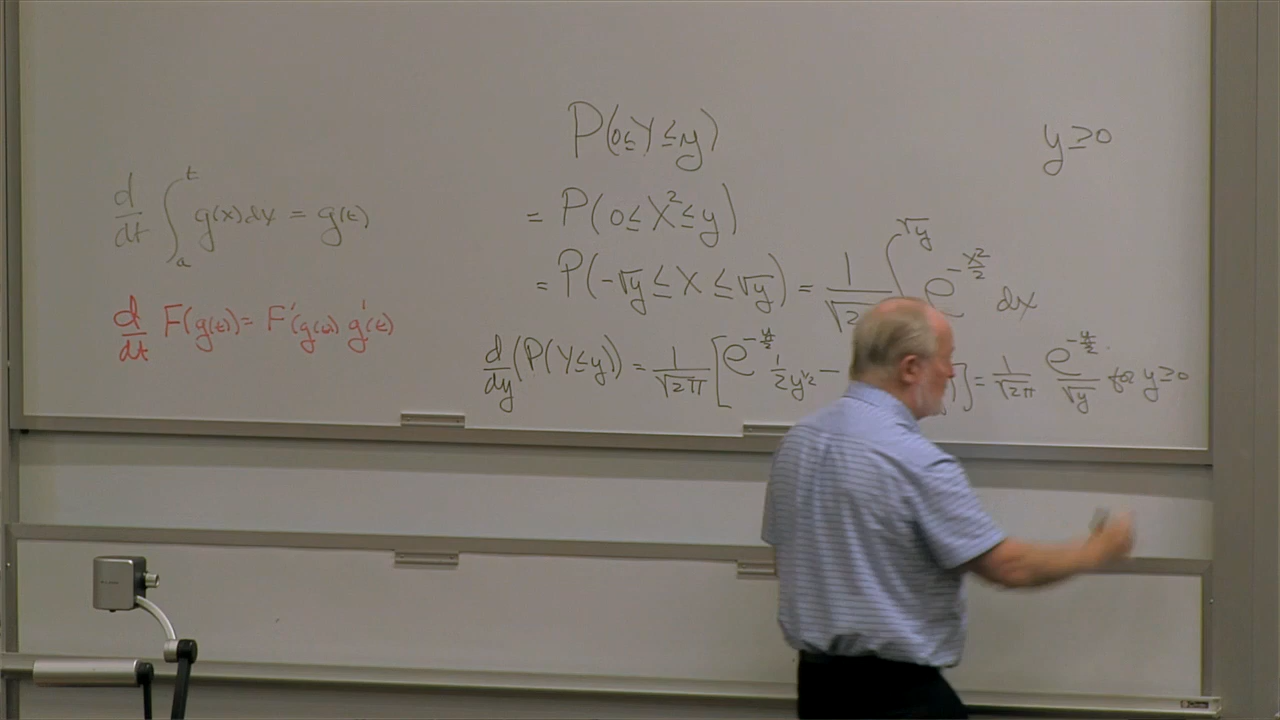 P(0≤Y≤y)
y≥0
= P(0≤X²≤y)
= P(-√y ≤ X ≤ √y) = 1/√2 ∫^√y e^(-x²/2) dx
d/dy (P(Y≤y)) = 1/√2π [e^(-y/2) 1/2y^(1/2) - )] = 1/√2π e^(-y/2)/√y for y≥0
d/dt ∫_a^t g(x)dx = g(t)
d/dt F(g(t)) = F'(g(t)) g'(t)